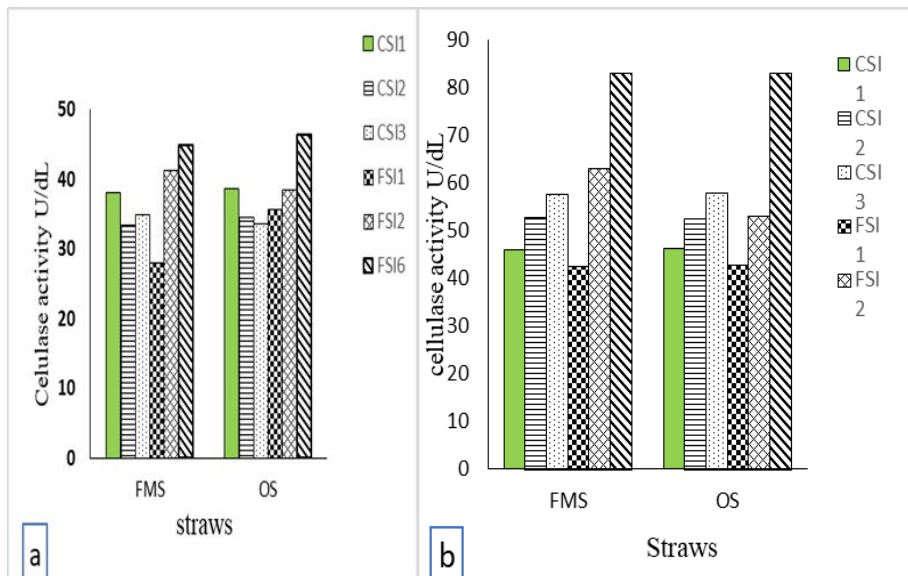 Celulase activity U/dL
50
40
30
20
10
0
FMS OS
straws
CSI1
CSI2
CSI3
FSI1
FSI2
FSI6
a
cellulase activity U/dL
90
80
70
60
50
40
30
20
10
0
FMS OS
Straws
CSI
1
CSI
2
CSI
3
FSI
1
FSI
2
b